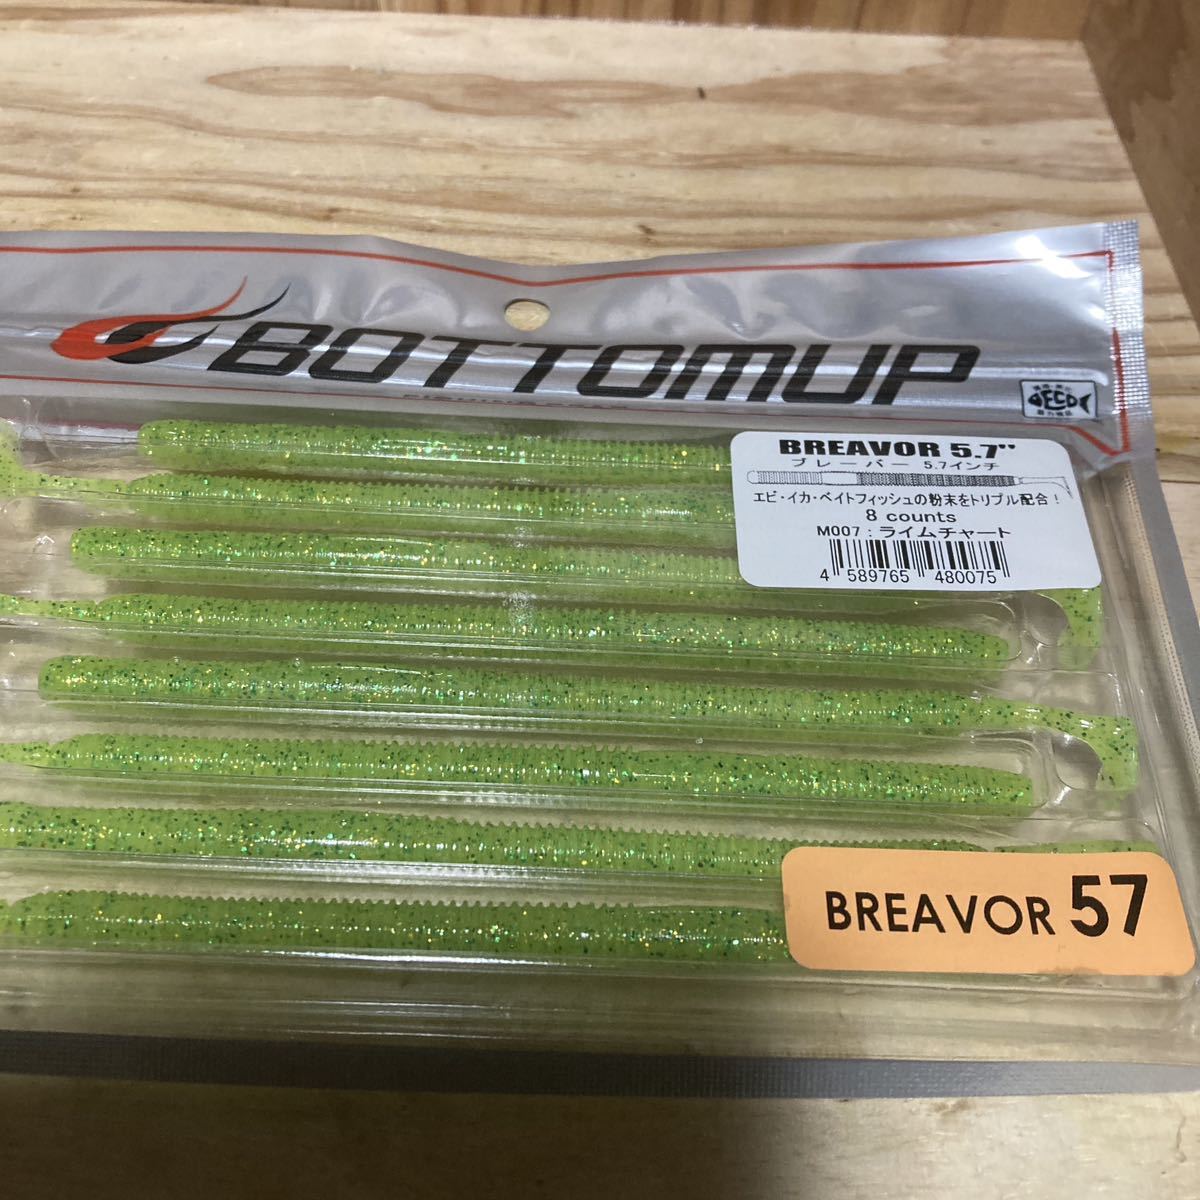 BOTTOMUP
ECO
BREAVOR 5.7"
ブレーバー 5.7インチ
エビ・イカ・ベイトフィッシュの粉末をトリプル配合!
8 counts
M007:ライムチャート
4 589765 480075
BREAVOR 57